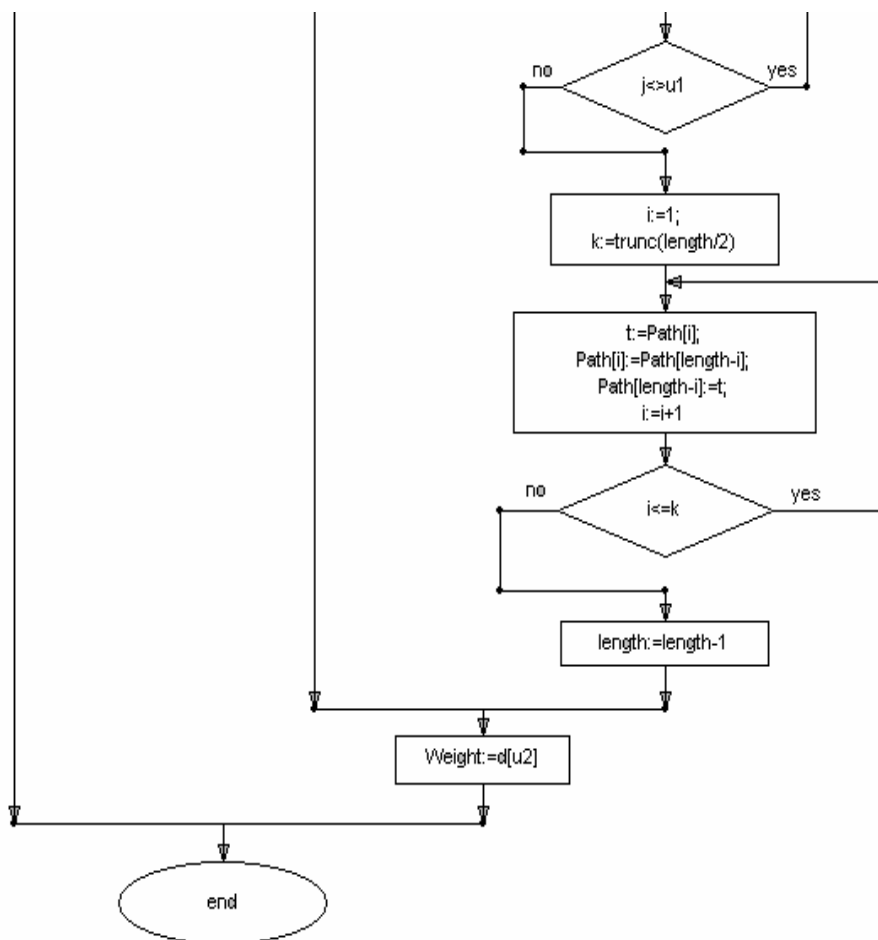 no
yes
j<>u1
i:=1;
k:=trunc(length/2)
t:=Path[i];
Path[i]:=Path[length-i];
Path[length-i]:=t;
i:=i+1
no
yes
i<=k
length:=length-1
Weight:=d[u2]
end